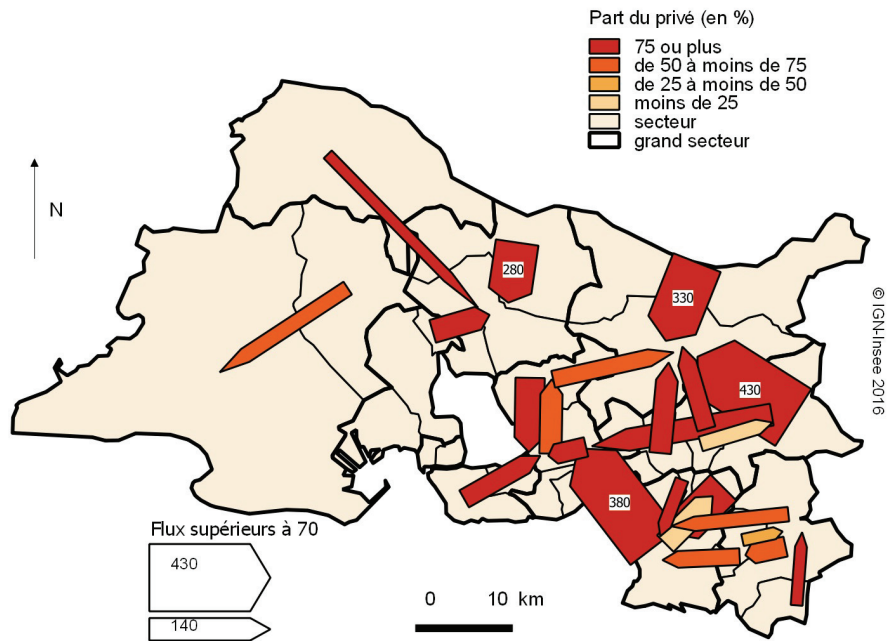 Part du privé (en %)
75 ou plus
de 50 à moins de 75
de 25 à moins de 50
moins de 25
secteur
grand secteur
N
280
330
© IGN-Insee 2016
430
380
Flux supérieurs à 70
430
140
0 10 km